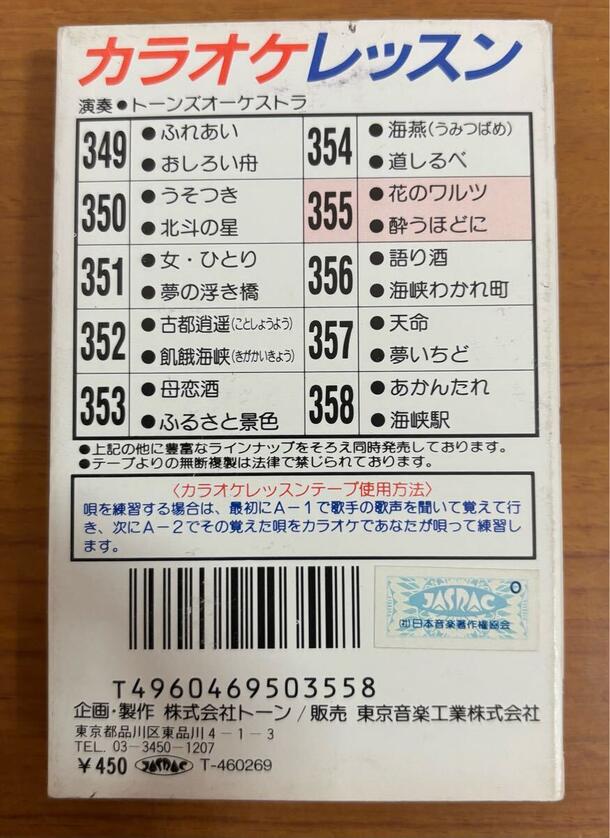 カラオケレッスン
演奏●トーンズオーケストラ
349
●ふれあい
●おしろい舟
350
●うそつき
●北斗の星
351
●女・ひとり
●夢の浮き橋
352
●古都逍遥(ことしょうよう)
●飢餓海峡(きがかいきょう)
353
●母恋酒
●ふるさと景色
354
●海燕(うみつばめ)
●道しるべ
355
●花のワルツ
●酔うほどに
356
●語り酒
●海峡わかれ町
357
●天命
●夢いちど
358
●あかんたれ
●海峡駅
●上記の他に豊富なラインナップをそろえ同時発売しております。
●テープよりの無断複製は法律で禁じられております。
〈カラオケレッスンテープ使用方法〉
唄を練習する場合は、最初にA-1で歌手の歌声を聞いて覚えて行
き、次にA-2でその覚えた唄をカラオケであなたが唄って練習し
ます。
O
JASRAC
(社)日本音楽著作権協会
T4960469503558
企画・製作 株式会社トーン/販売 東京音楽工業株式会社
東京都品川区東品川4-1-3
TEL. 03-3450-1207
¥450 JASRAC T-460269